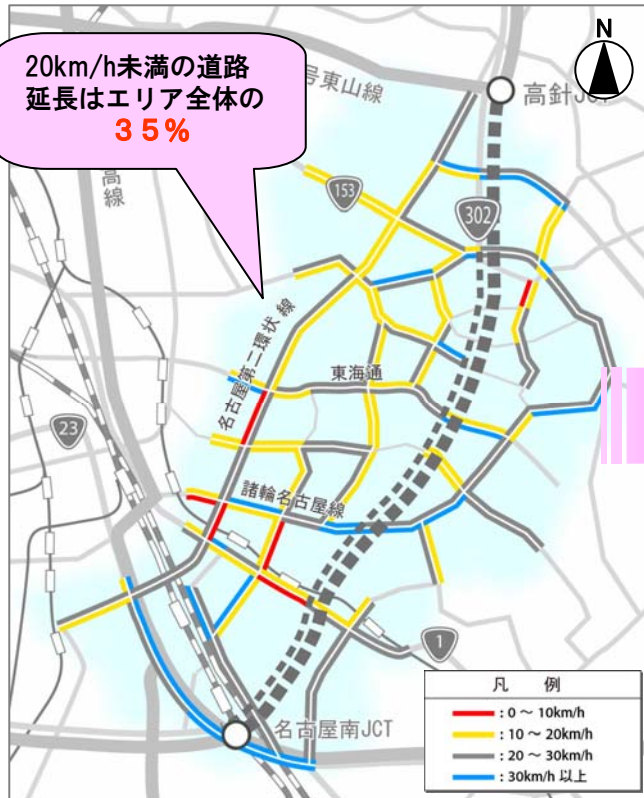 20km/h未満の道路
延長はエリア全体の
35%
N
号東山線
高針JCT
高線
153
302
名古屋第二環状線
東海通
23
諸輪名古屋線
1
名古屋南JCT
凡 例
: 0 ～ 10km/h
: 10 ～ 20km/h
: 20 ～ 30km/h
: 30km/h 以上